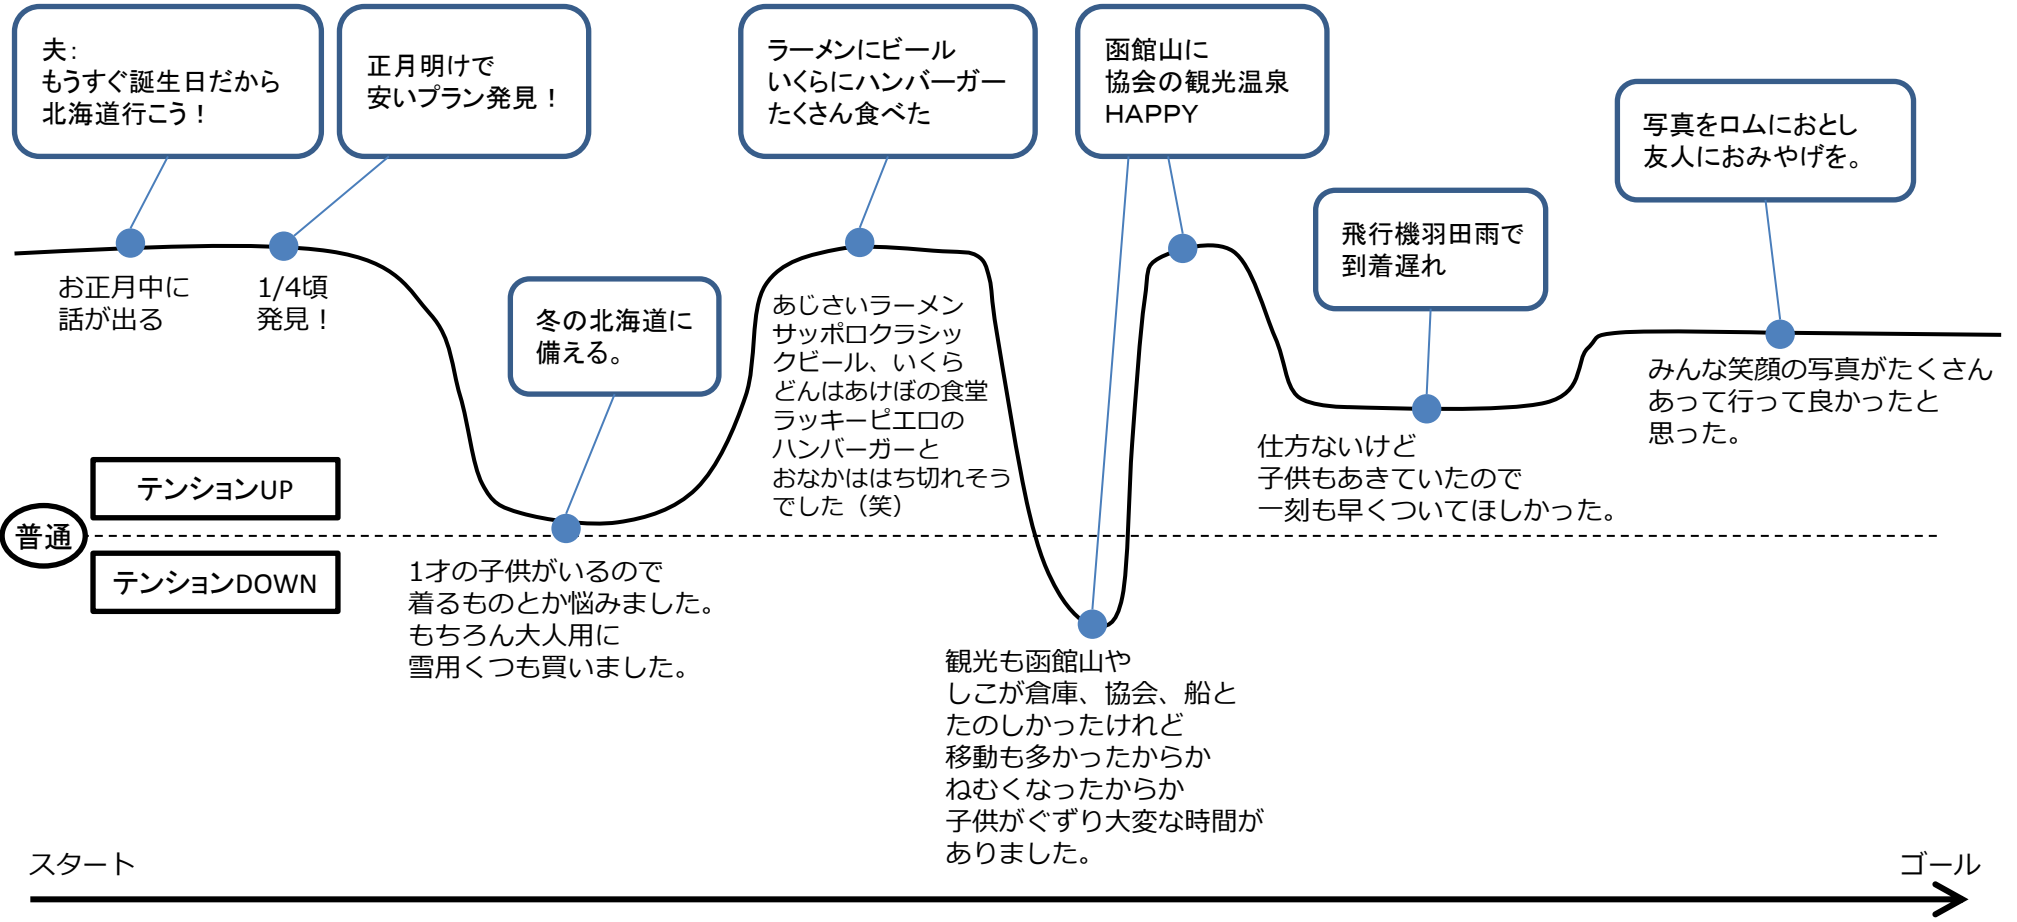 夫：
もうすぐ誕生日だから
北海道行こう！
正月明けで
安いプラン発見！
ラーメンにビール
いくらにハンバーガー
たくさん食べた
函館山に
協会の観光温泉
HAPPY
写真をロムにおとし
友人におみやげを。
飛行機羽田雨で
到着遅れ
冬の北海道に
備える。
お正月中に
話が出る
1/4頃
発見！
あじさいラーメン
サッポロクラシッ
クビール、いくら
どんはあけぼの食堂
ラッキーピエロの
ハンバーガーと
おなかははち切れそう
でした（笑）
みんな笑顔の写真がたくさん
あって行って良かったと
思った。
仕方ないけど
子供もあきていたので
一刻も早くついてほしかった。
テンションUP
普通
テンションDOWN
1才の子供がいるので
着るものとか悩みました。
もちろん大人用に
雪用くつも買いました。
観光も函館山や
しこが倉庫、協会、船と
たのしかったけれど
移動も多かったからか
ねむくなったからか
子供がぐずり大変な時間が
ありました。
スタート
ゴール